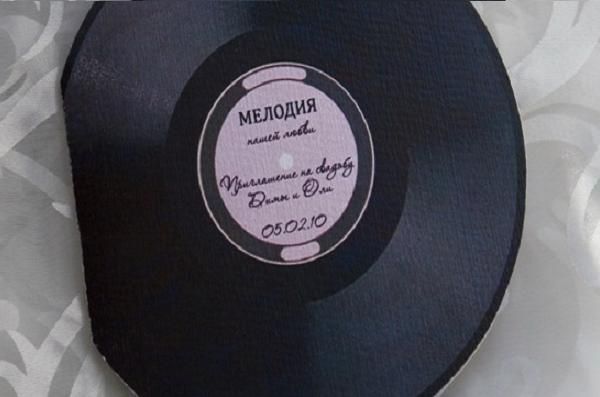 МЕЛОДИЯ
нашей любви
Приглашение на свадьбу
Димы и Оли
05.02.10